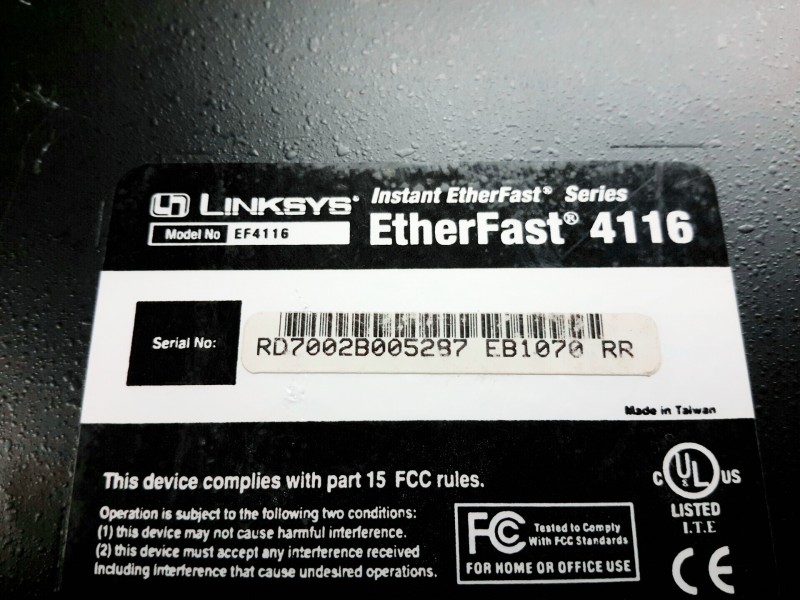 LINKSYS® Instant EtherFast® Series
Model No EF4116 EtherFast® 4116
Serial No: RD7002B005287 EB1070 RR
Made in Taiwan
This device complies with part 15 FCC rules.
Operation is subject to the following two conditions:
(1) this device may not cause harmful interference.
(2) this device must accept any interference received
including interference that cause undesired operations.
FC Tested to Comply
With FCC Standards
FOR HOME OR OFFICE USE
C UL US
LISTED
I.T.E
CE